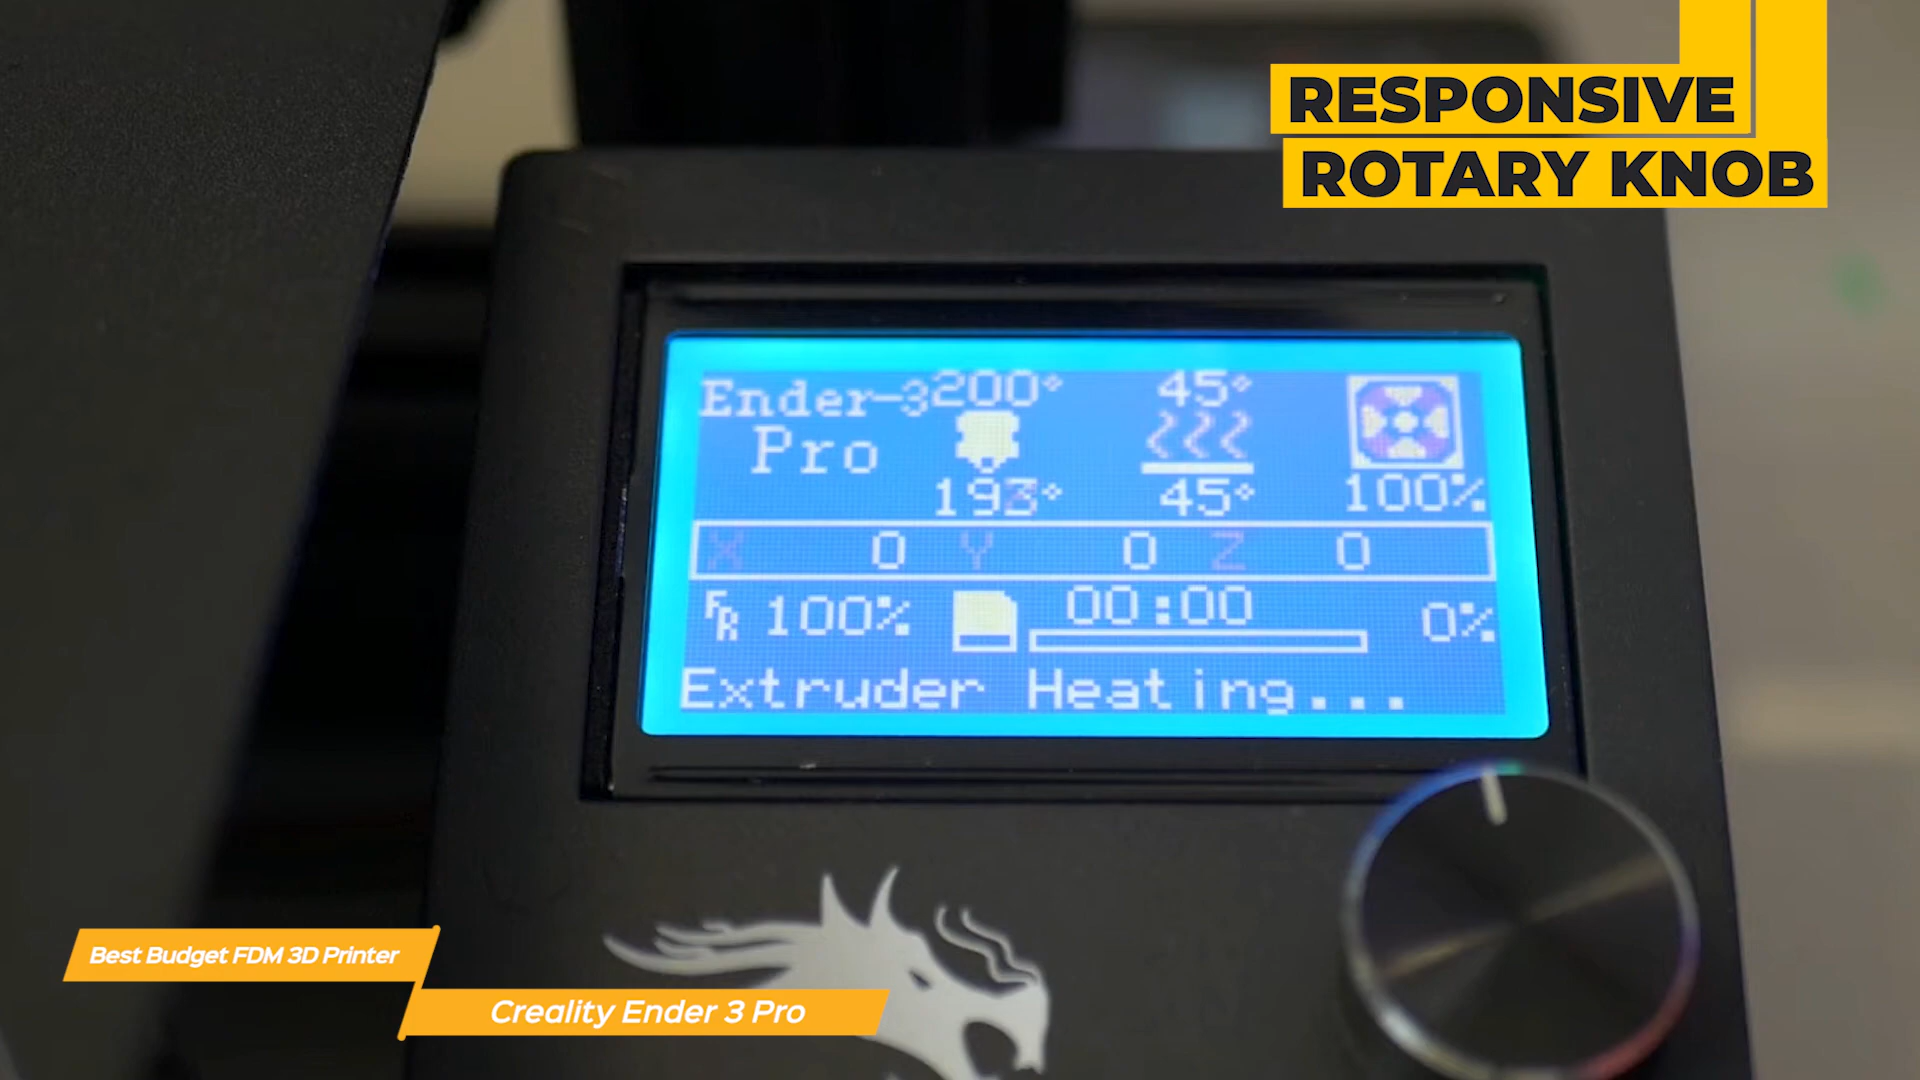 RESPONSIVE
ROTARY KNOB
Ender-3 200° 45°
Pro
45° 100%
X 0 Y 0 Z 0
FR 100% 00:00 0%
Extruder Heating...
Best Budget FDM 3D Printer
Creality Ender 3 Pro